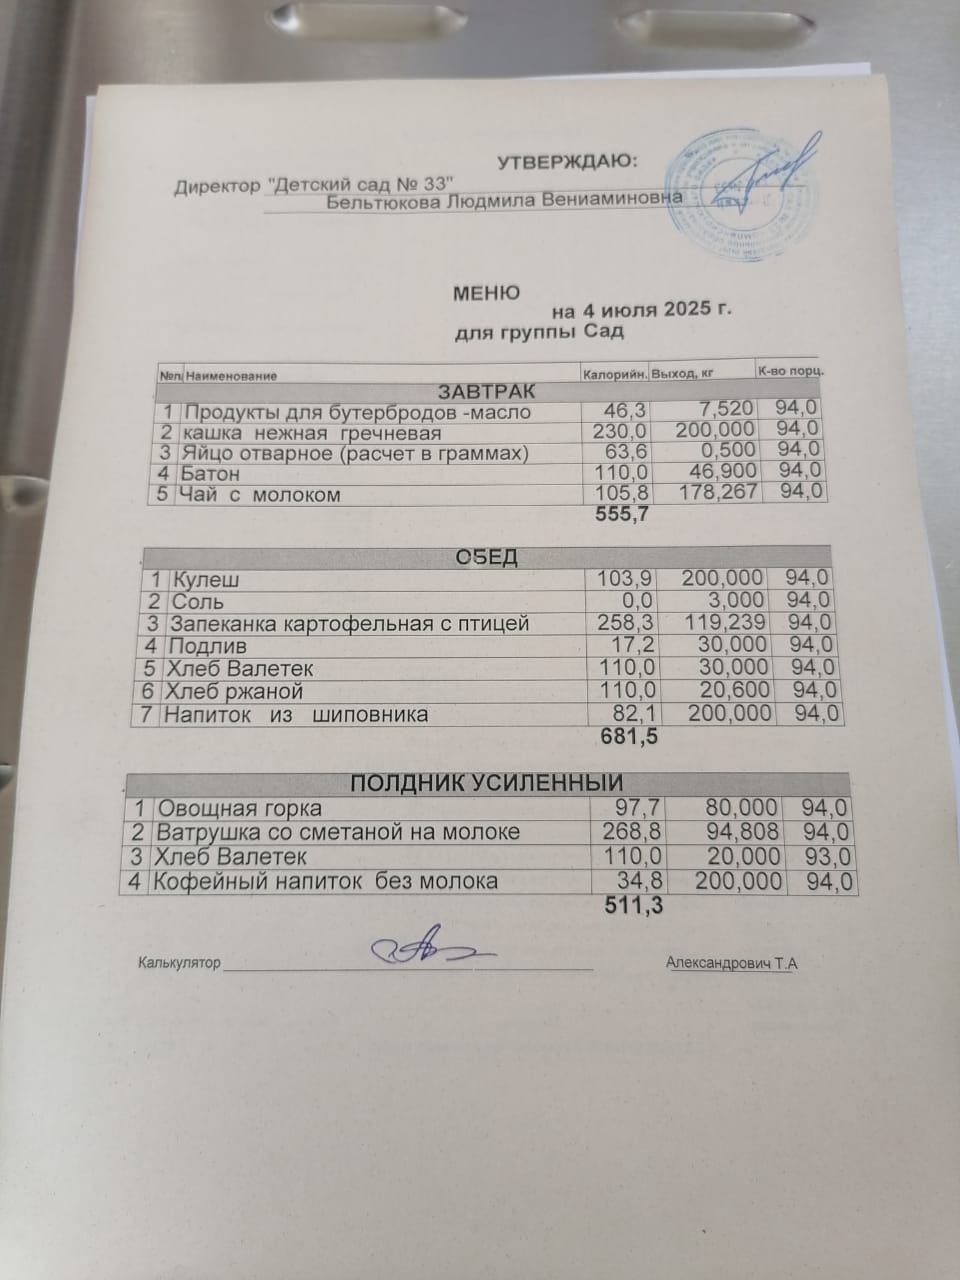 УТВЕРЖДАЮ:
Директор "Детский сад № 33"
Бельтюкова Людмила Вениаминовна
МЕНЮ
на 4 июля 2025 г.
для группы Сад
№п Наименование Калорийн. Выход, кг К-во порц.
ЗАВТРАК
1 Продукты для бутербродов -масло 46,3 7,520 94,0
2 кашка нежная гречневая 230,0 200,000 94,0
3 Яйцо отварное (расчет в граммах) 63,6 0,500 94,0
4 Батон 110,0 46,900 94,0
5 Чай с молоком 105,8 178,267 94,0
555,7
ОБЕД
1 Кулеш 103,9 200,000 94,0
2 Соль 0,0 3,000 94,0
3 Запеканка картофельная с птицей 258,3 119,239 94,0
4 Подлив 17,2 30,000 94,0
5 Хлеб Валетек 110,0 30,000 94,0
6 Хлеб ржаной 110,0 20,600 94,0
7 Напиток из шиповника 82,1 200,000 94,0
681,5
ПОЛДНИК УСИЛЕННЫЙ
1 Овощная горка 97,7 80,000 94,0
2 Ватрушка со сметаной на молоке 268,8 94,808 94,0
3 Хлеб Валетек 110,0 20,000 93,0
4 Кофейный напиток без молока 34,8 200,000 94,0
511,3
Калькулятор Александрович Т.А